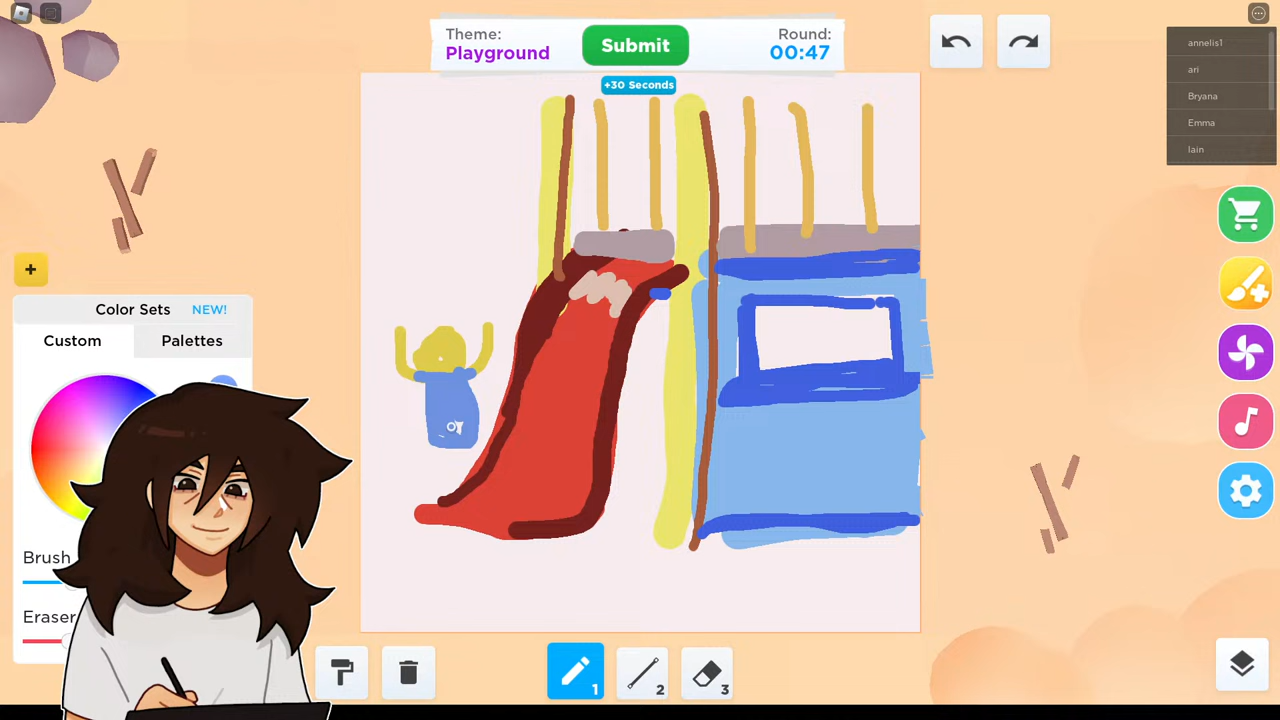 Theme:
Playground
Submit
Round:
00:47
+30 Seconds
annelis1
ari
Bryana
Emma
Iain
+
Color Sets
NEW!
Custom
Palettes
Brush
Eraser
1
2
3